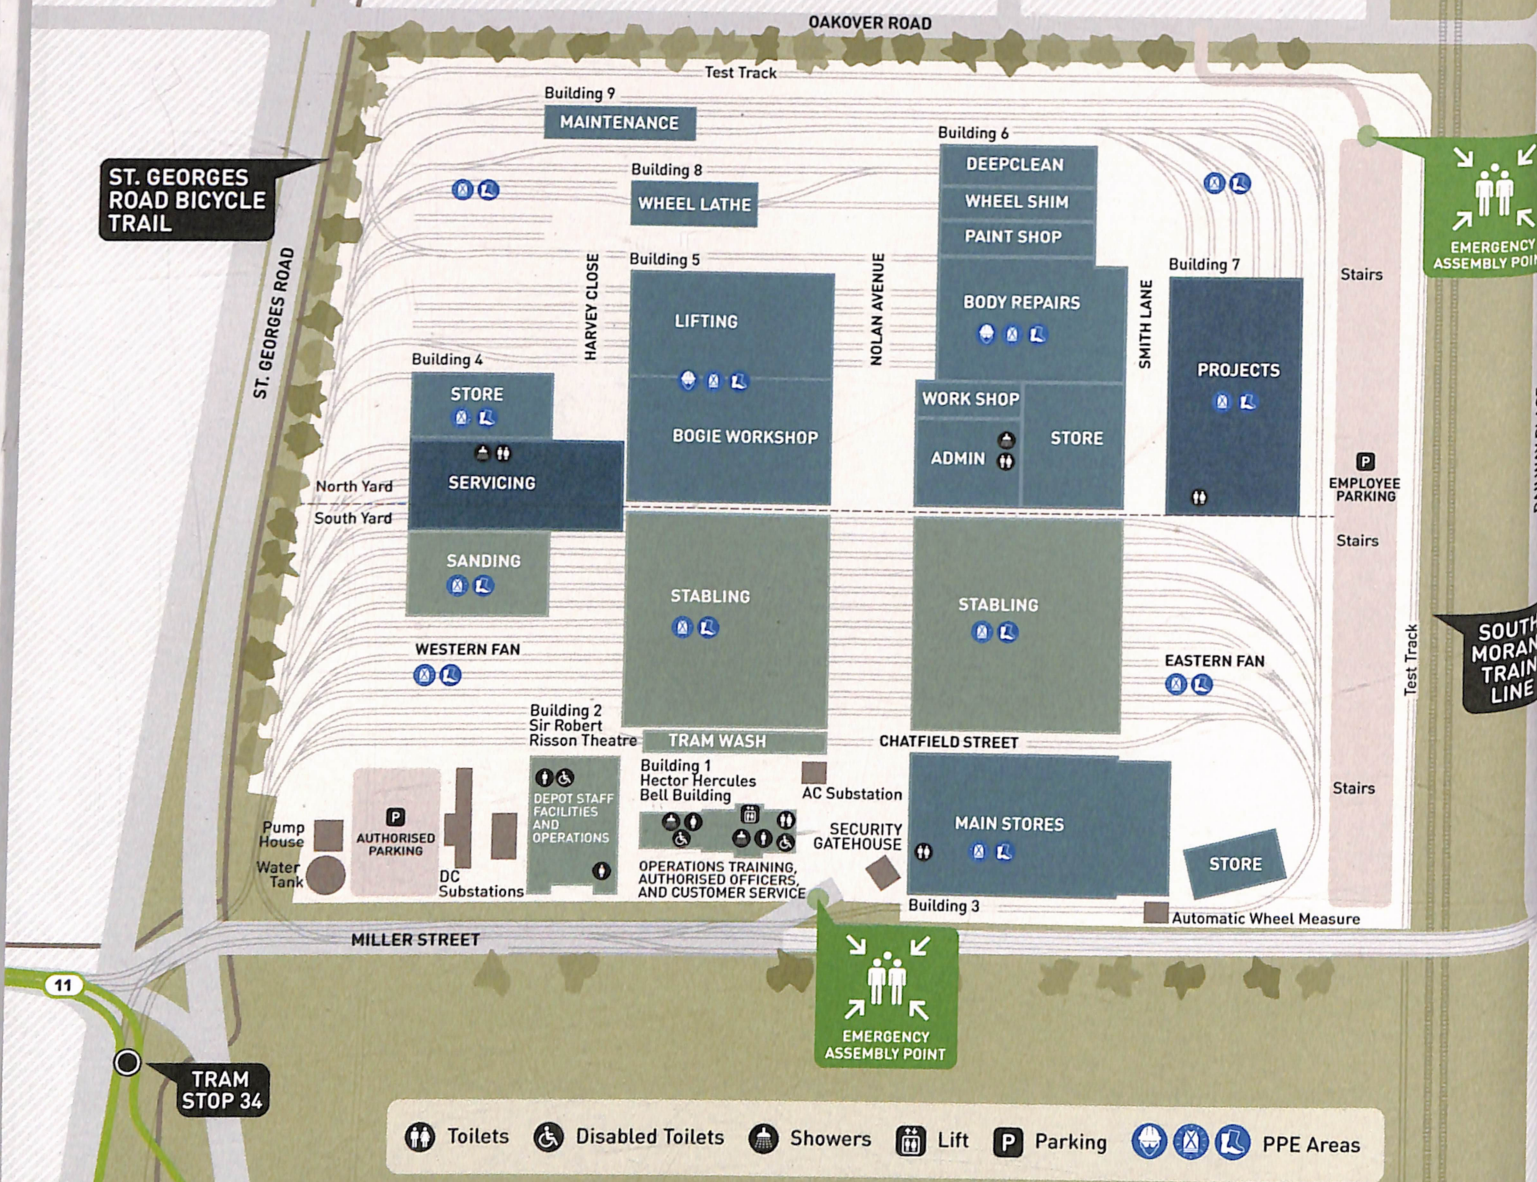 OAKOVER ROAD
Test Track
Building 9
MAINTENANCE
Building 6
DEEPCLEAN
WHEEL SHIM
PAINT SHOP
BODY REPAIRS
WORK SHOP
ADMIN
STORE
Building 8
WHEEL LATHE
ST. GEORGES
ROAD BICYCLE
TRAIL
EMERGENCY
ASSEMBLY
Stairs
Building 5
LIFTING
BOGIE WORKSHOP
Building 7
PROJECTS
HARVEY CLOSE
NOLAN AVENUE
SMITH LANE
ST. GEORGES ROAD
Building 4
STORE
SERVICING
North Yard
South Yard
SANDING
P
EMPLOYEE
PARKING
Stairs
STABLING
STABLING
WESTERN FAN
EASTERN FAN
Test Track
TRAIN
LINE
Building 2
Sir Robert
Risson Theatre
TRAM WASH
CHATFIELD STREET
Building 1
Hector Hercules
Bell Building
AC Substation
Stairs
DEPOT STAFF
FACILITIES
AND
OPERATIONS
P
AUTHORISED
PARKING
Pump
House
Water
Tank
DC
Substations
SECURITY
GATEHOUSE
MAIN STORES
STORE
OPERATIONS TRAINING,
AUTHORISED OFFICERS,
AND CUSTOMER SERVICE
Building 3
Automatic Wheel Measure
MILLER STREET
11
EMERGENCY
ASSEMBLY POINT
TRAM
STOP 34
Toilets
Disabled Toilets
Showers
Lift
P
Parking
PPE Areas